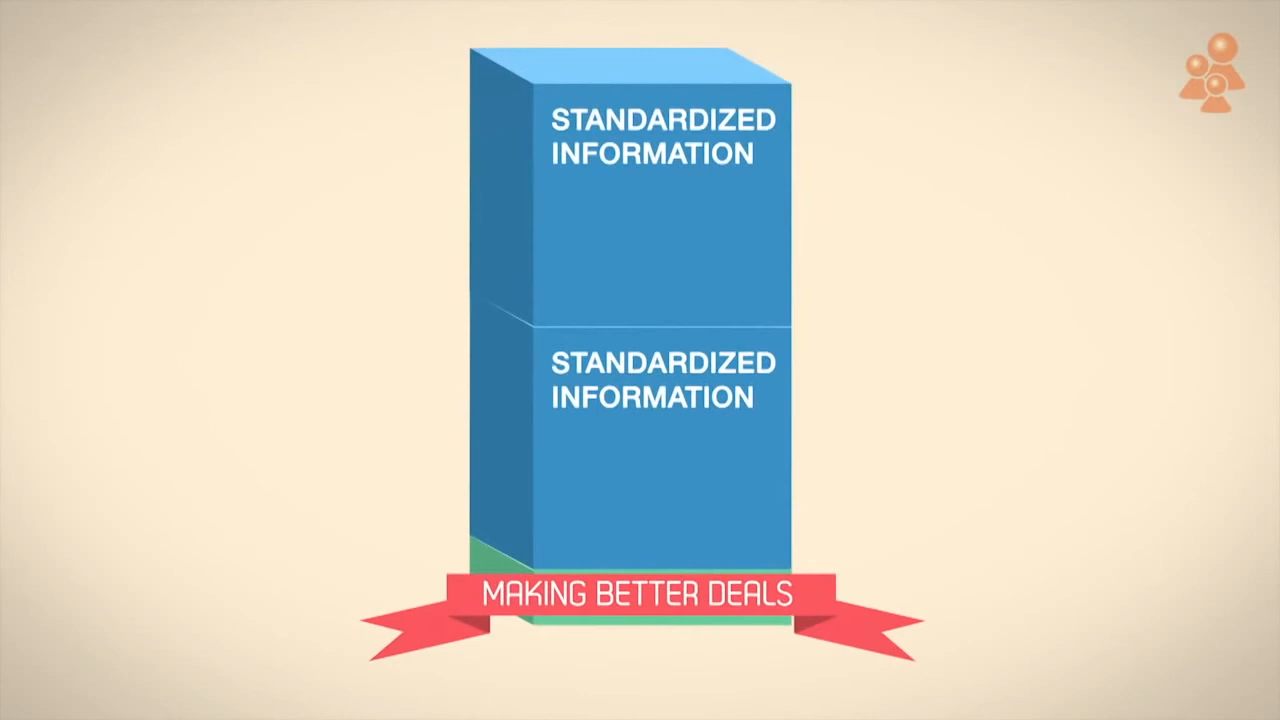 STANDARDIZED
INFORMATION
STANDARDIZED
INFORMATION
MAKING BETTER DEALS